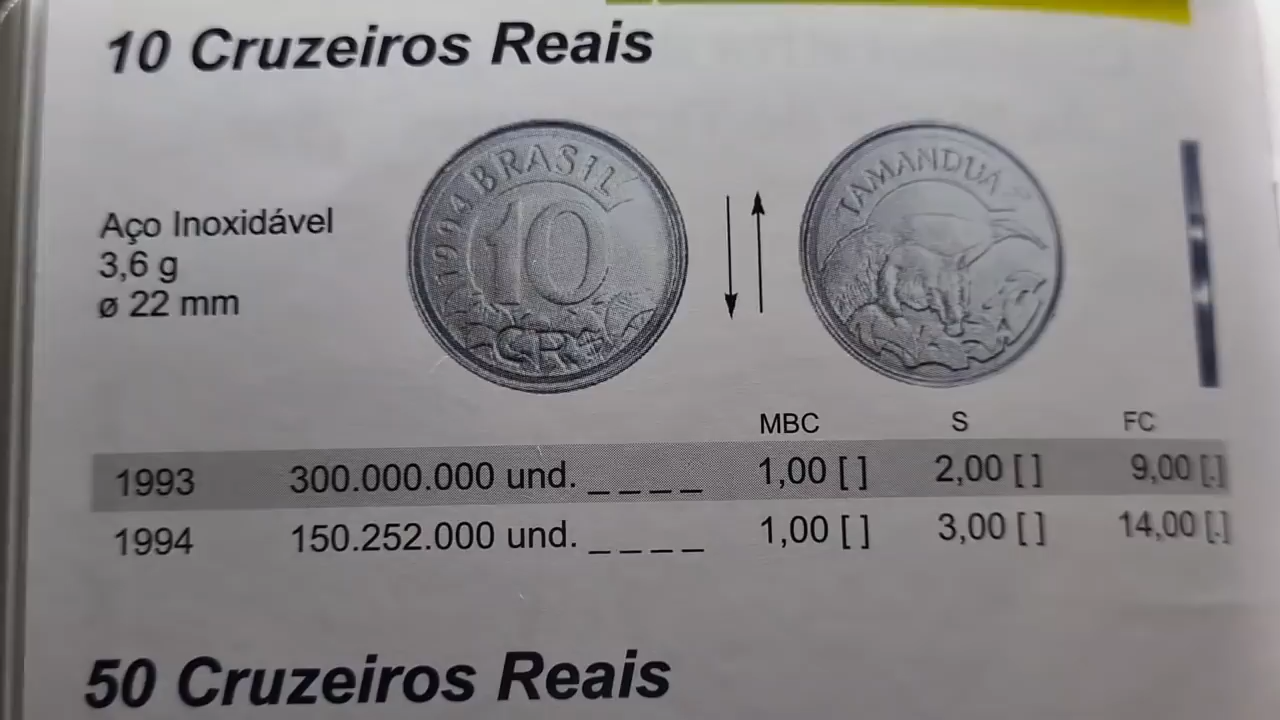 10 Cruzeiros Reais
Aço Inoxidável
3,6 g
ø 22 mm
1994 BRASIL
10
CR$
TAMANDUÁ
MBC S FC
1993 300.000.000 und. _ _ _ _ 1,00 [ ] 2,00 [ ] 9,00 [.]
1994 150.252.000 und. _ _ _ _ 1,00 [ ] 3,00 [ ] 14,00 [.]
50 Cruzeiros Reais